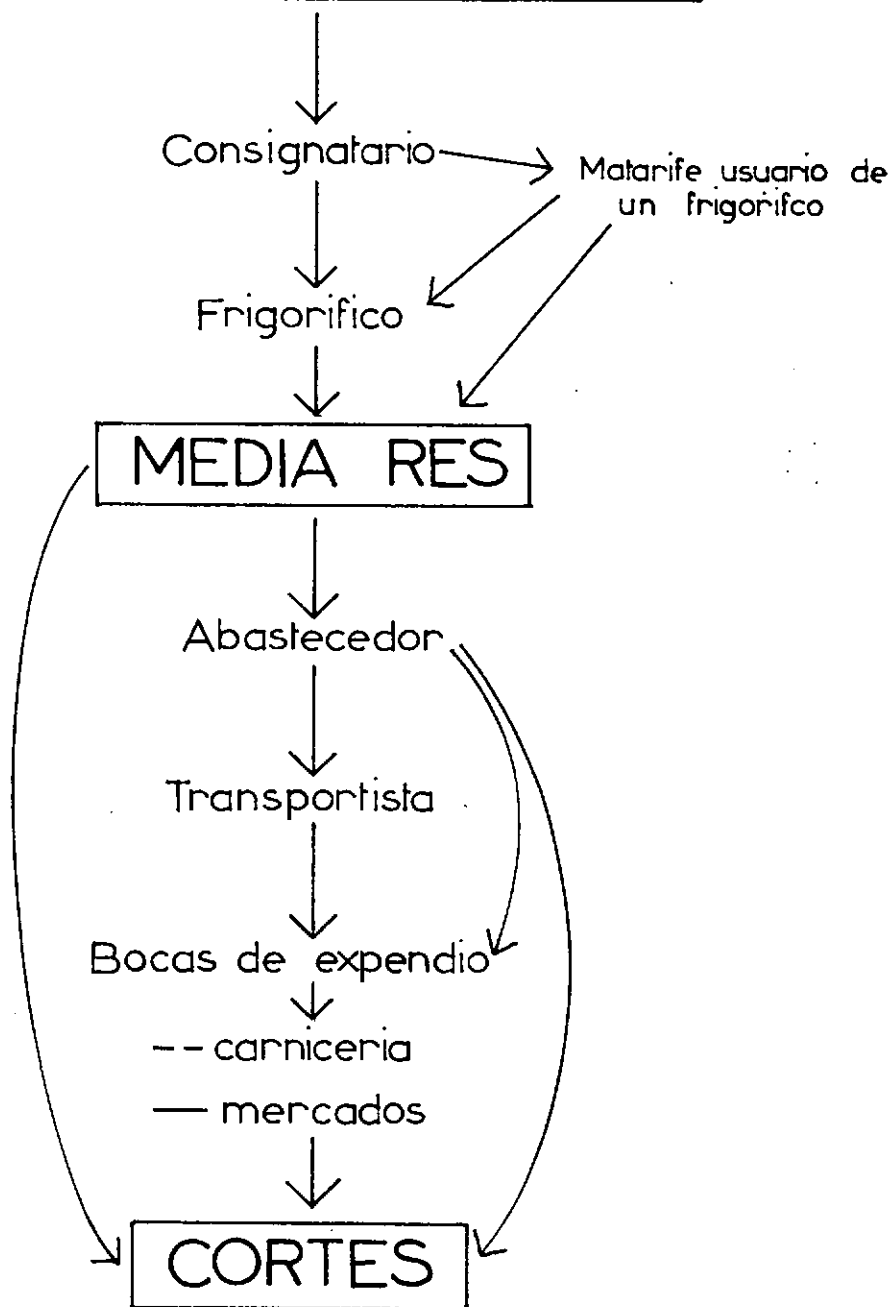 Consignatario
Matarife usuario de
un frigorifco
Frigorifico
MEDIA RES
Abastecedor
Transportista
Bocas de expendio
-- carniceria
— mercados
CORTES